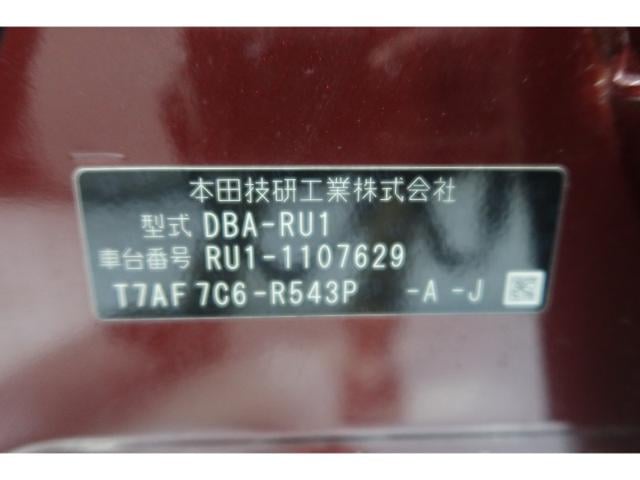 本田技研工業株式会社
型式 DBA-RU1
車台番号 RU1-1107629
T7AF 7C6-R543P -A -J